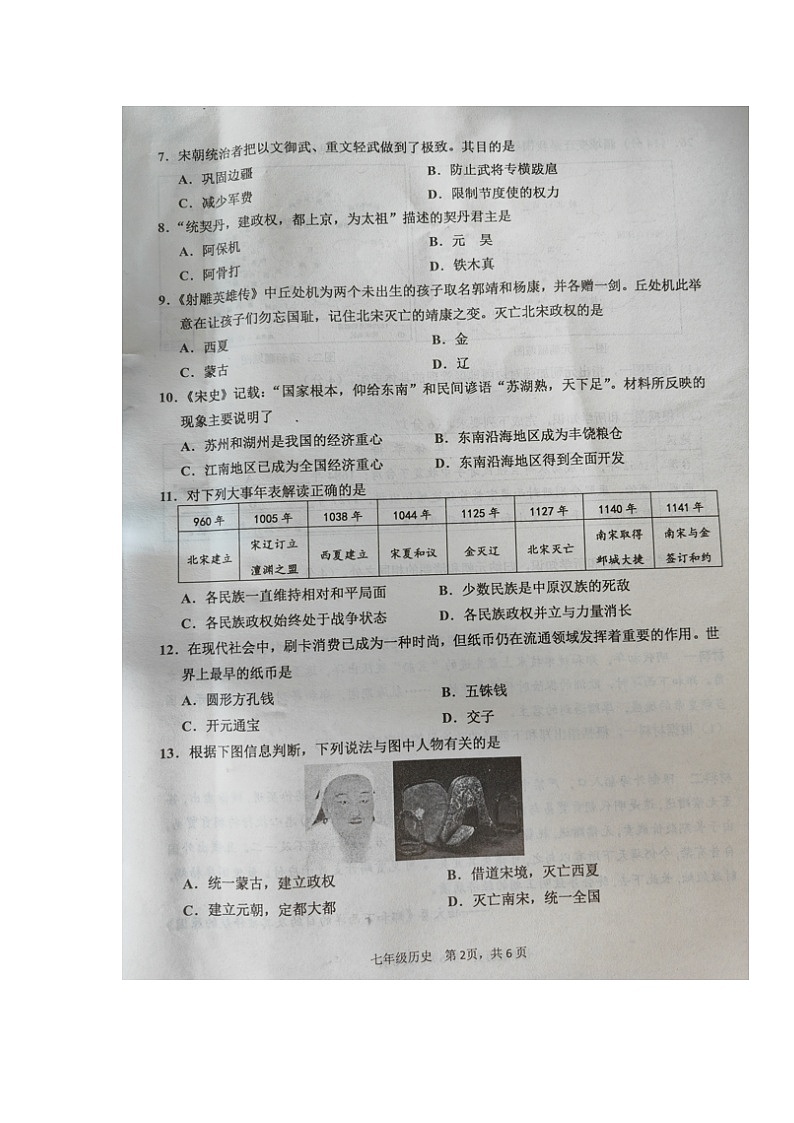 7．宋朝统治者把以文御武、重文轻武做到了极致。其目的是
A．巩固边疆
B．防止武将专横跋扈
C．减少军费
D．限制节度使的权力
8．“统契丹，建政权，都上京，为太祖”描述的契丹君主是
A．阿保机
B．元 昊
C．阿骨打
D．铁木真
9．《射雕英雄传》中丘处机为两个未出生的孩子取名郭靖和杨康，并各赠一剑。丘处机此举
意在让孩子们勿忘国耻，记住北宋灭亡的靖康之变。灭亡北宋政权的是
A．西夏
B．金
C．蒙古
D．辽
10．《宋史》记载：“国家根本，仰给东南”和民间谚语“苏湖熟，天下足”。材料所反映的
现象主要说明了
A．苏州和湖州是我国的经济重心
B．东南沿海地区成为丰饶粮仓
C．江南地区已成为全国经济重心
D．东南沿海地区得到全面开发
11．对下列大事年表解读正确的是
960年 1005年 1038年 1044年 1125年 1127年 1140年 1141年
北宋建立 宋辽订立澶渊之盟 西夏建立 宋夏和议 金灭辽 北宋灭亡 南宋取得郾城大捷 南宋与金签订和约
A．各民族一直维持相对和平局面
B．少数民族是中原汉族的死敌
C．各民族政权始终处于战争状态
D．各民族政权并立与力量消长
12．在现代社会中，刷卡消费已成为一种时尚，但纸币仍在流通领域发挥着重要的作用。世
界上最早的纸币是
A．圆形方孔钱
B．五铢钱
C．开元通宝
D．交子
13．根据下图信息判断，下列说法与图中人物有关的是
A．统一蒙古，建立政权
B．借道宋境，灭亡西夏
C．建立元朝，定都大都
D．灭亡南宋，统一全国
七年级历史 第2页，共6页